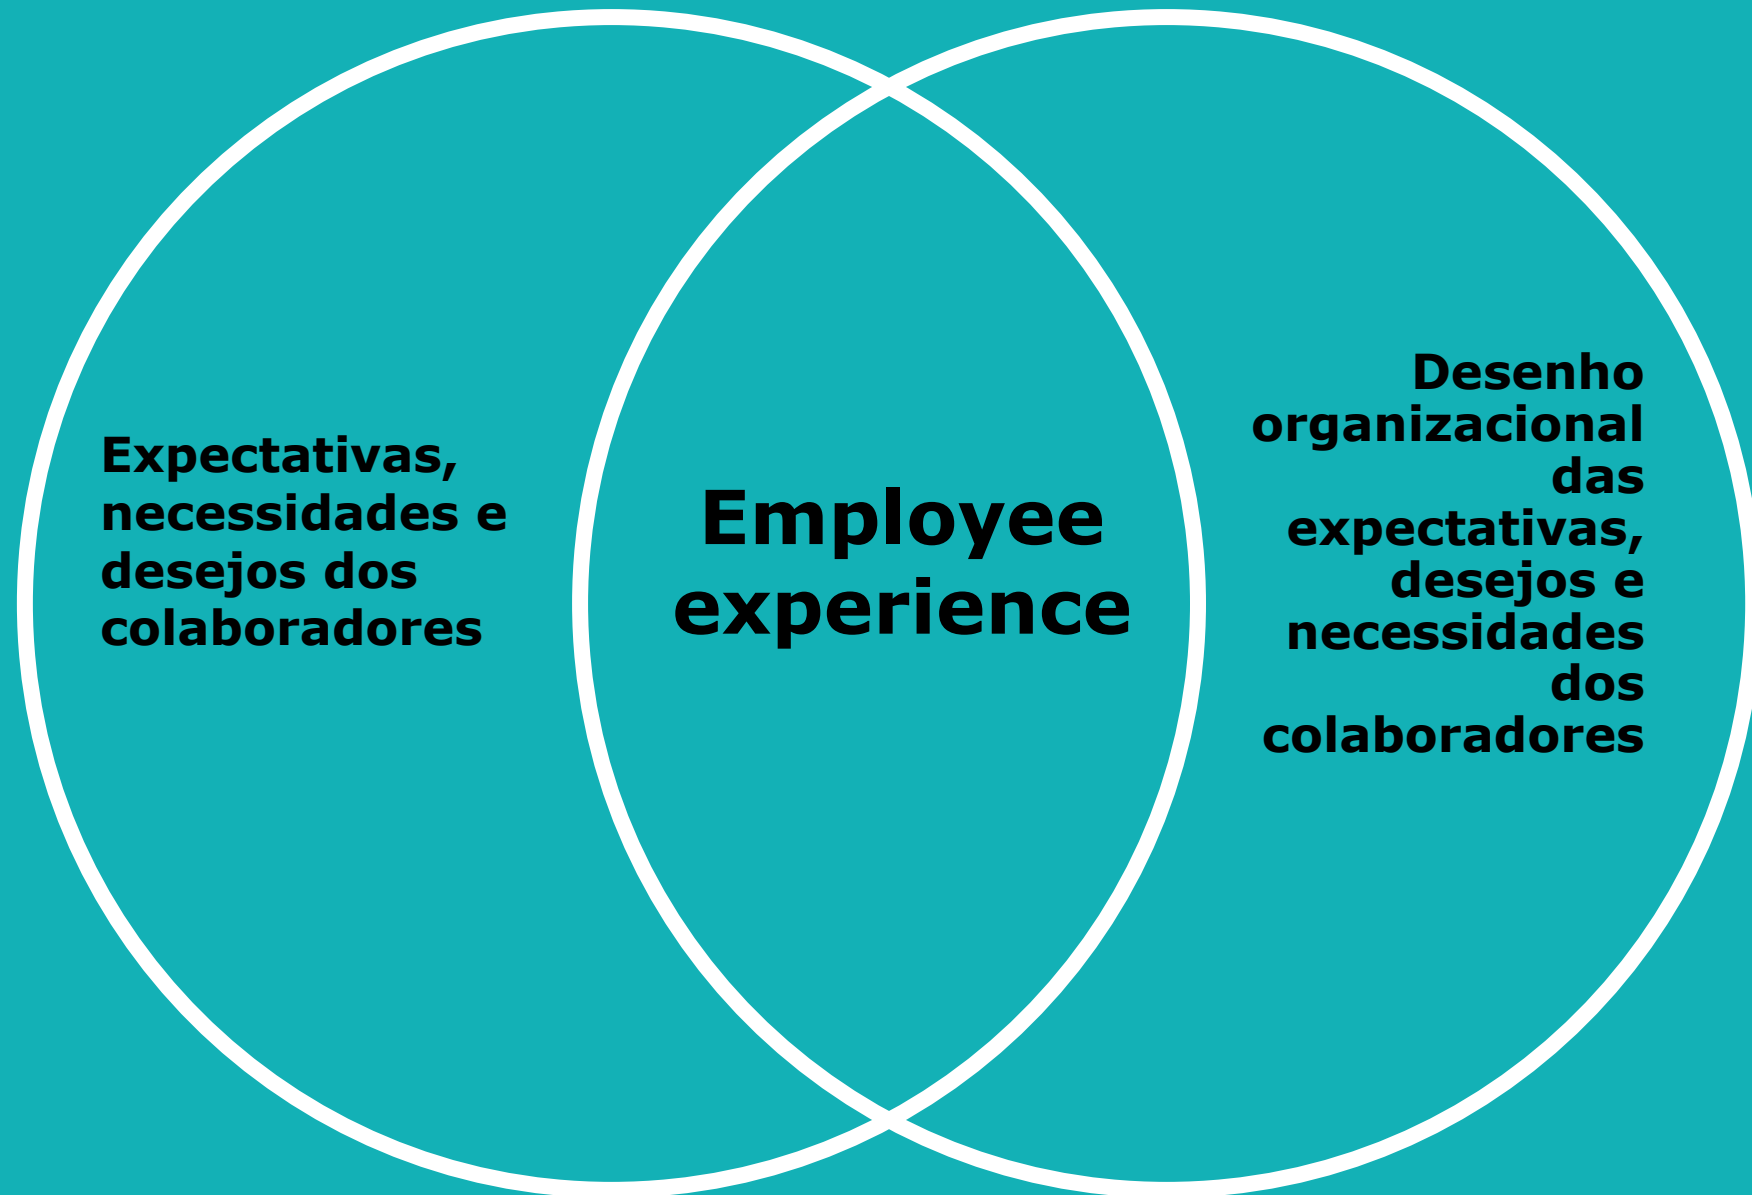 Expectativas,
necessidades e
desejos dos
colaboradores
Employee
experience
Desenho
organizacional
das
expectativas,
desejos e
necessidades
dos
colaboradores